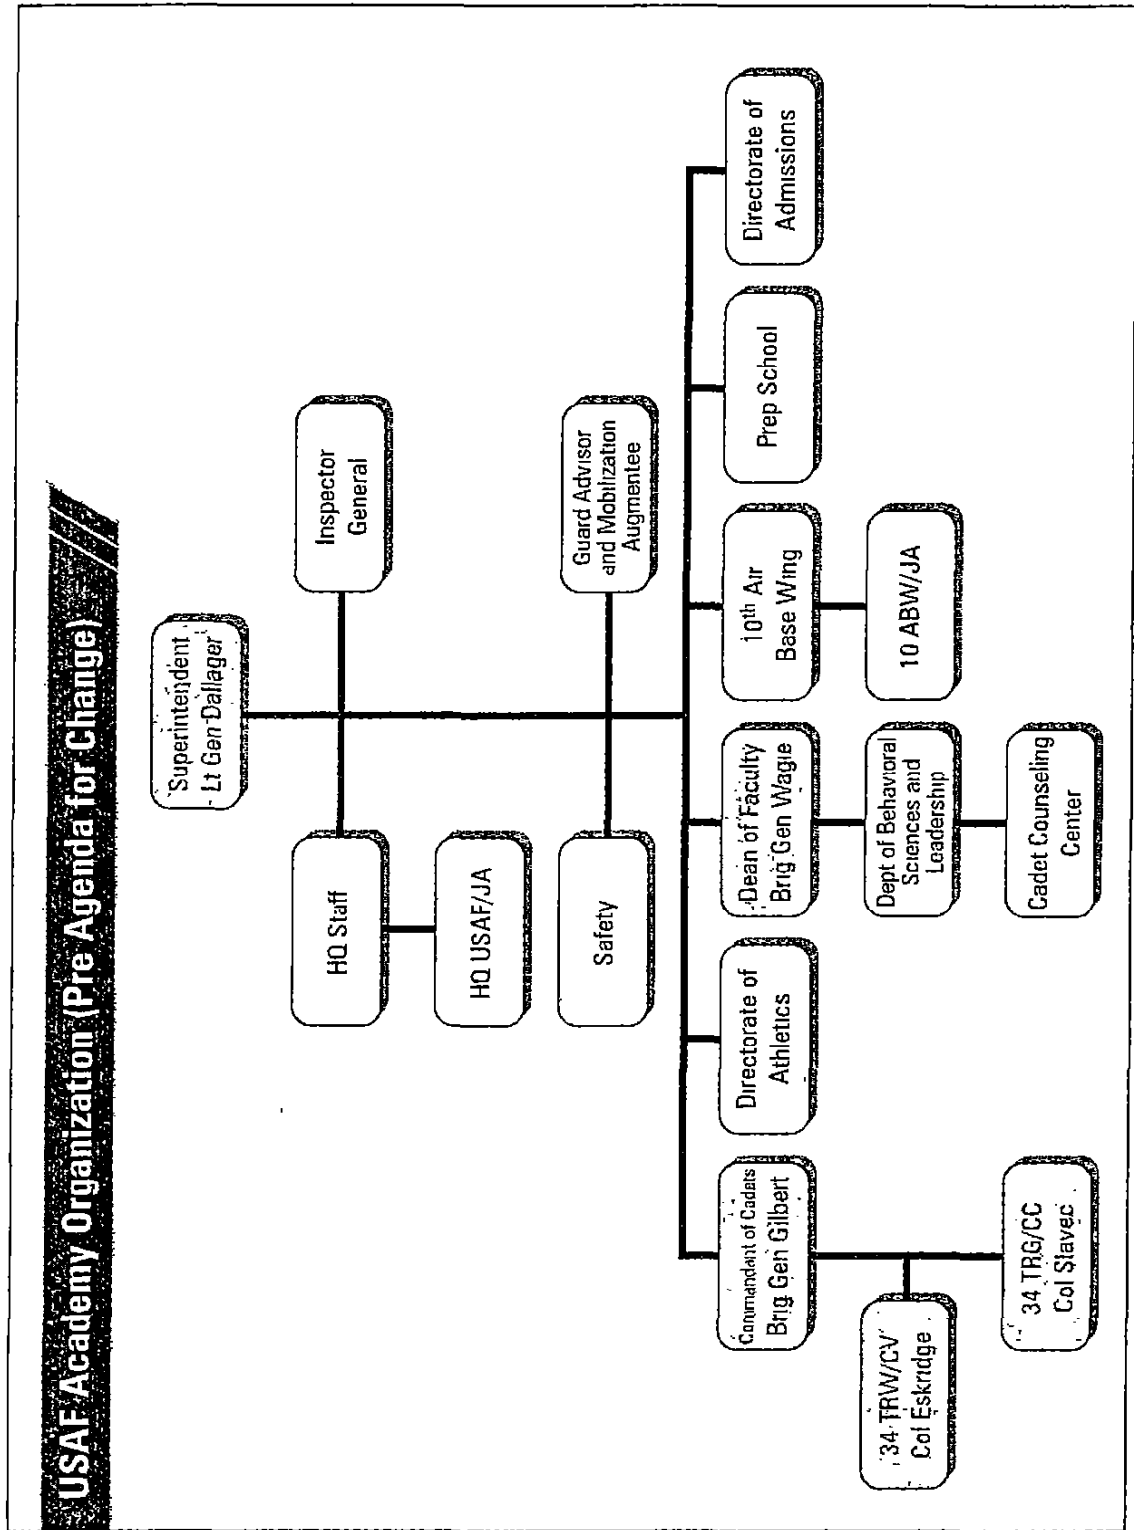 USAF Academy Organization (Pre Agenda for Change)
Superintendent
Lt Gen Dallager
HQ Staff
Inspector
General
HQ USAF/JA
Safety
Guard Advisor
and Mobilization
Augmentee
Commandant of Cadets
Brig Gen Gilbert
Directorate of
Athletics
Dean of Faculty
Brig Gen Wagie
10th Air
Base Wing
Prep School
Directorate of
Admissions
34 TRW/CV
Col Eskridge
Dept of Behavioral
Sciences and
Leadership
10 ABW/JA
34 TRG/CC
Col Slavec
Cadet Counseling
Center